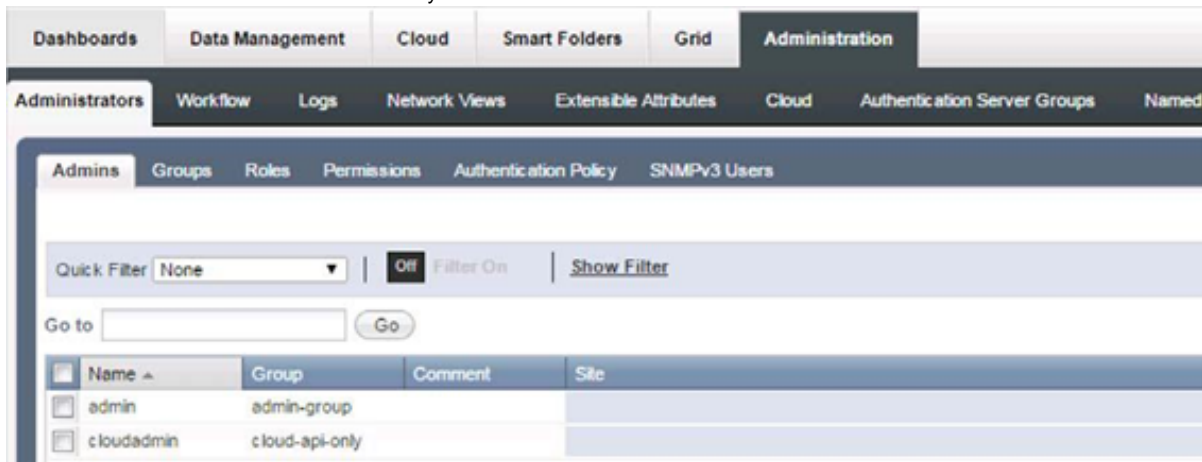 Dashboards Data Management Cloud Smart Folders Grid Administration
Administrators Workflow Logs Network Views Extensible Attributes Cloud Authentication Server Groups Named
Admins Groups Roles Permissions Authentication Policy SNMPv3 Users
Quick Filter None Off Filter On Show Filter
Go to Go
Name Group Comment Site
admin admin-group
cloudadmin cloud-api-only